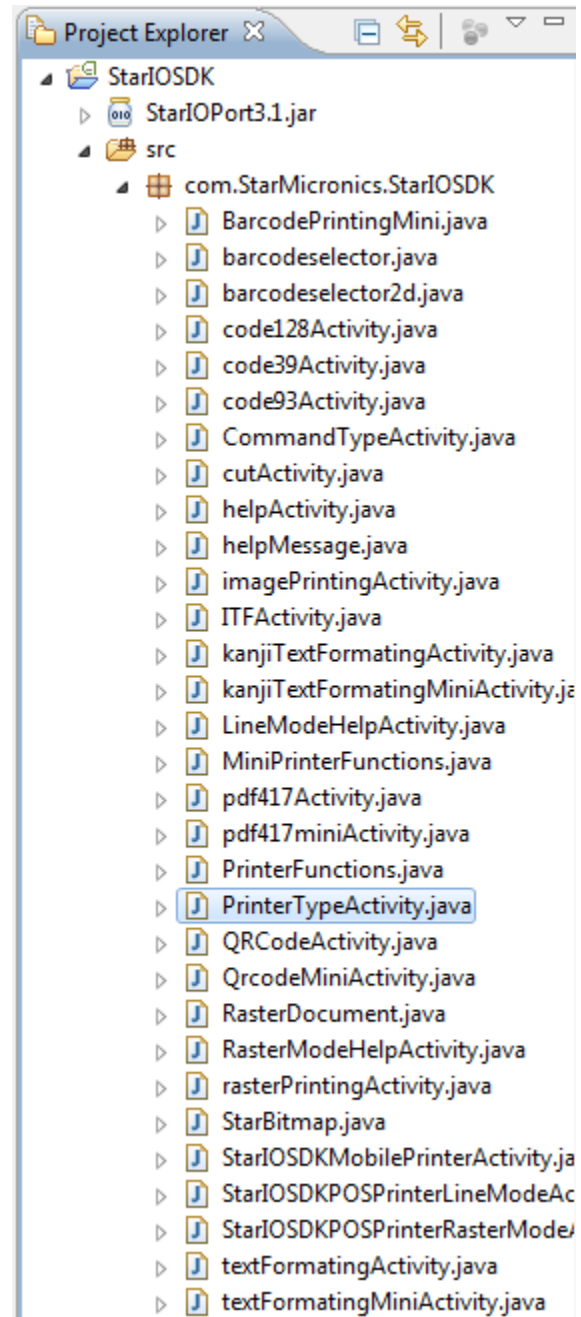 Project Explorer
StarIOSDK
StarIOPort3.1.jar
src
com.StarMicronics.StarIOSDK
BarcodePrintingMini.java
barcodeselector.java
barcodeselector2d.java
code128Activity.java
code39Activity.java
code93Activity.java
CommandTypeActivity.java
cutActivity.java
helpActivity.java
helpMessage.java
imagePrintingActivity.java
ITFActivity.java
kanjiTextFormatingActivity.java
kanjiTextFormatingMiniActivity.ja
LineModeHelpActivity.java
MiniPrinterFunctions.java
pdf417Activity.java
pdf417miniActivity.java
PrinterFunctions.java
PrinterTypeActivity.java
QRCodeActivity.java
QrcodeMiniActivity.java
RasterDocument.java
RasterModeHelpActivity.java
rasterPrintingActivity.java
StarBitmap.java
StarIOSDKMobilePrinterActivity.ja
StarIOSDKPOSPrinterLineModeAc
StarIOSDKPOSPrinterRasterModeA
textFormatingActivity.java
textFormatingMiniActivity.java